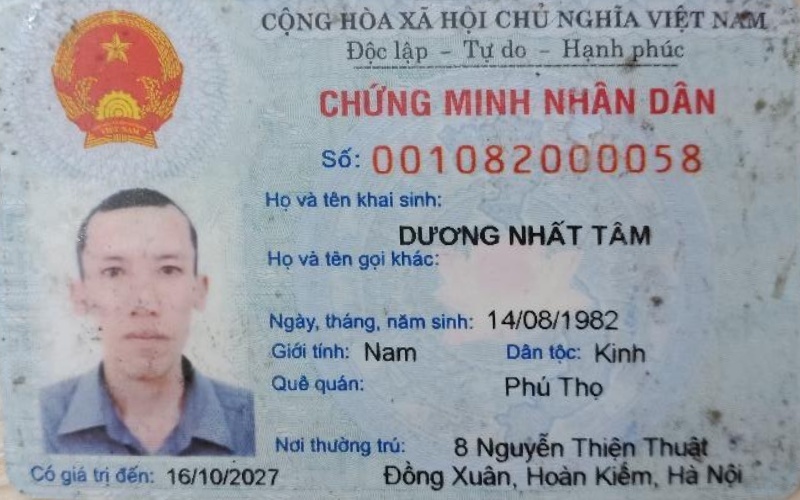 CỘNG HÒA XÃ HỘI CHỦ NGHĨA VIỆT NAM
Độc lập - Tự do - Hạnh phúc
CHỨNG MINH NHÂN DÂN
Số: 001082000058
Họ và tên khai sinh:
DƯƠNG NHẤT TÂM
Họ và tên gọi khác:
Ngày, tháng, năm sinh: 14/08/1982
Giới tính: Nam Dân tộc: Kinh
Quê quán: Phú Thọ
Nơi thường trú: 8 Nguyễn Thiện Thuật
Đồng Xuân, Hoàn Kiếm, Hà Nội
Có giá trị đến: 16/10/2027
VIỆT NAM